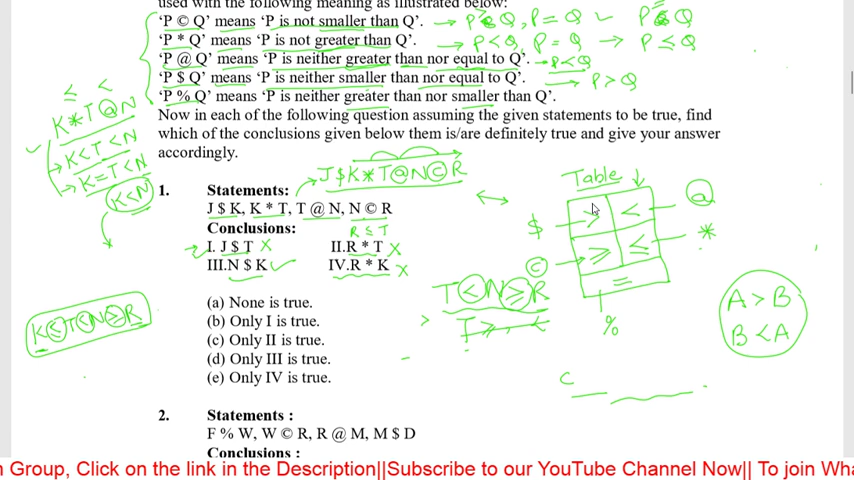 used with the following meaning as illustrated below:
'P © Q' means 'P is not smaller than Q'. → P > Q, P = Q P ≥ Q
'P * Q' means 'P is not greater than Q'. → P < Q, P = Q → P ≤ Q
'P @ Q' means 'P is neither greater than nor equal to Q'. → P < Q
'P $ Q' means 'P is neither smaller than nor equal to Q'. → P > Q
'P % Q' means 'P is neither greater than nor smaller than Q'.
Now in each of the following question assuming the given statements to be true, find
which of the conclusions given below them is/are definitely true and give your answer
accordingly.
≤ <
K * T @ N
→ K < T < N
→ K = T < N
K < N
K ≤ T < N ≥ R
J $ K * T @ N © R
1. Statements:
J $ K, K * T, T @ N, N © R
Conclusions: R ≤ T
I. J $ T X II.R * T X
III.N $ K ✓ IV.R * K X
(a) None is true.
(b) Only I is true.
(c) Only II is true.
(d) Only III is true.
(e) Only IV is true.
T < N ≥ R
Table
$ > < @
© ≥ ≤ *
=
%
A > B
B < A
2. Statements :
F % W, W © R, R @ M, M $ D
Conclusions :
n Group, Click on the link in the Description||Subscribe to our YouTube Channel Now|| To join Wha